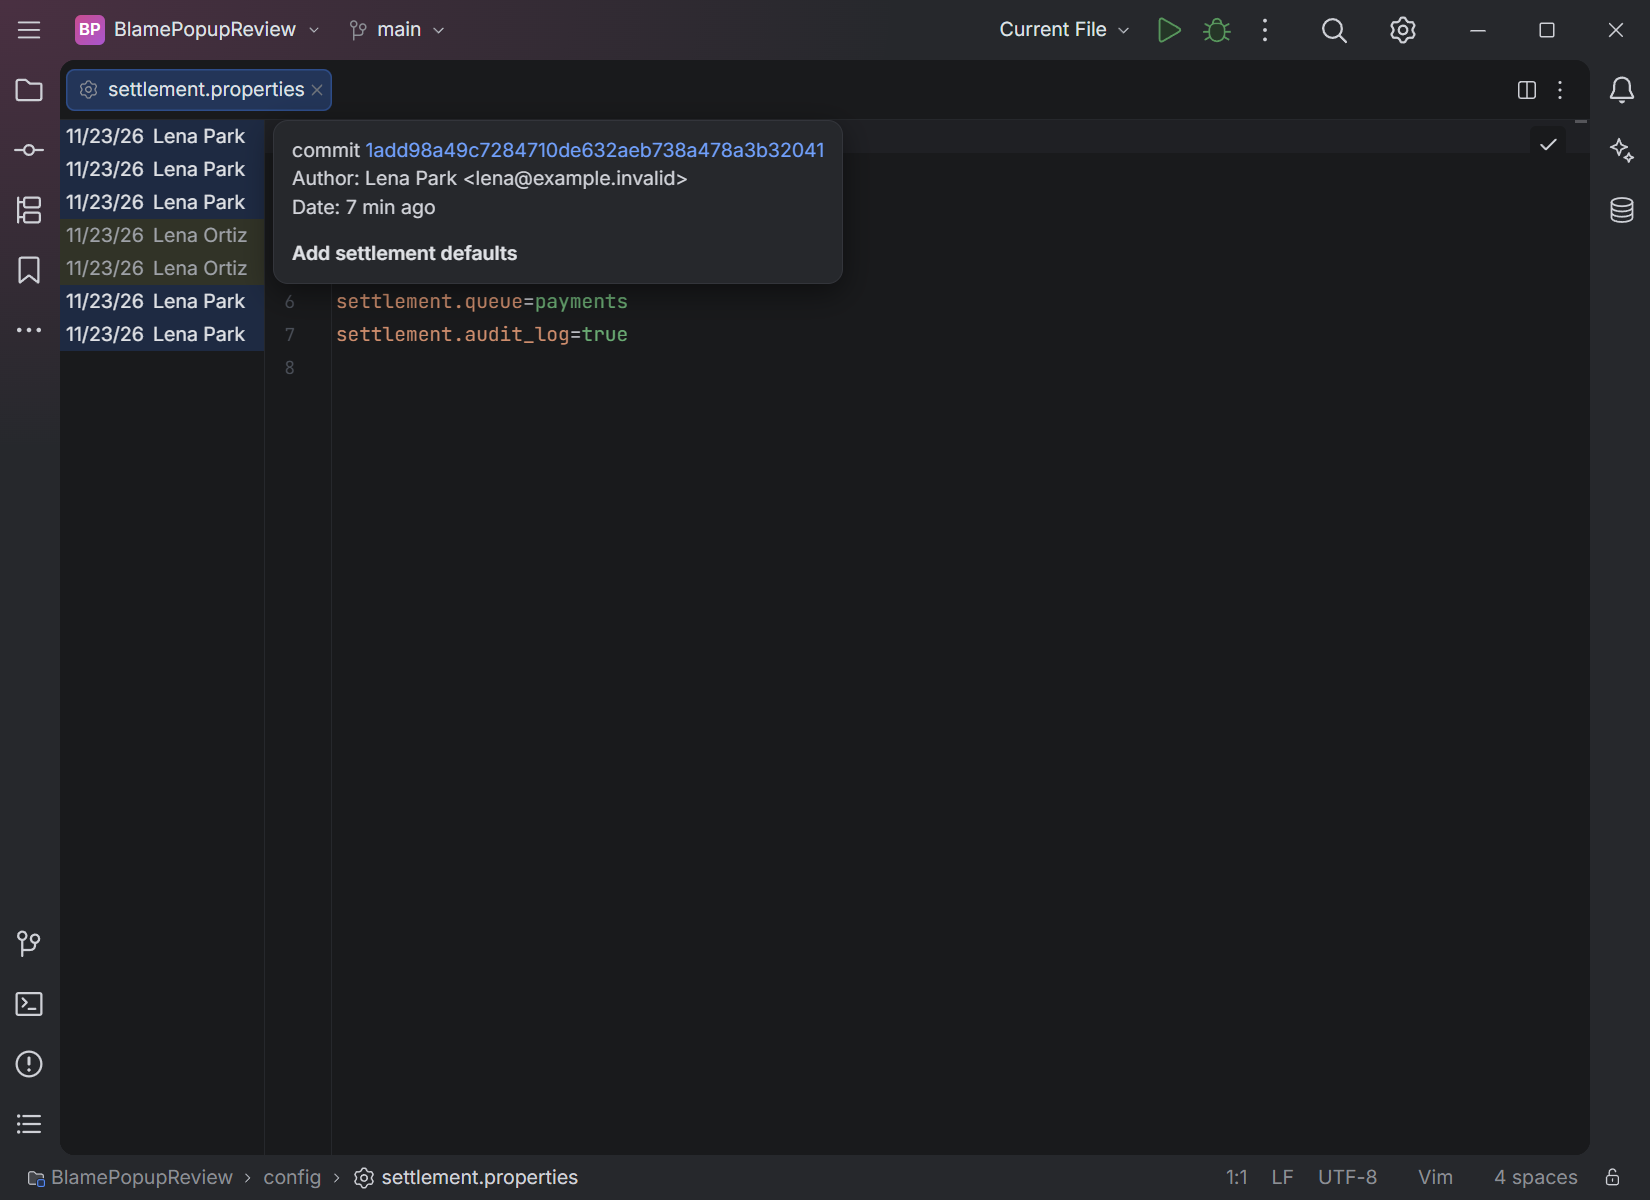 BP BlamePopupReview main Current File
settlement.properties
11/23/26 Lena Park
11/23/26 Lena Park
11/23/26 Lena Park
11/23/26 Lena Ortiz
11/23/26 Lena Ortiz
11/23/26 Lena Park
11/23/26 Lena Park
commit 1add98a49c7284710de632aeb738a478a3b32041
Author: Lena Park <lena@example.invalid>
Date: 7 min ago
Add settlement defaults
6 settlement.queue=payments
7 settlement.audit_log=true
8
BlamePopupReview › config › settlement.properties 1:1 LF UTF-8 Vim 4 spaces